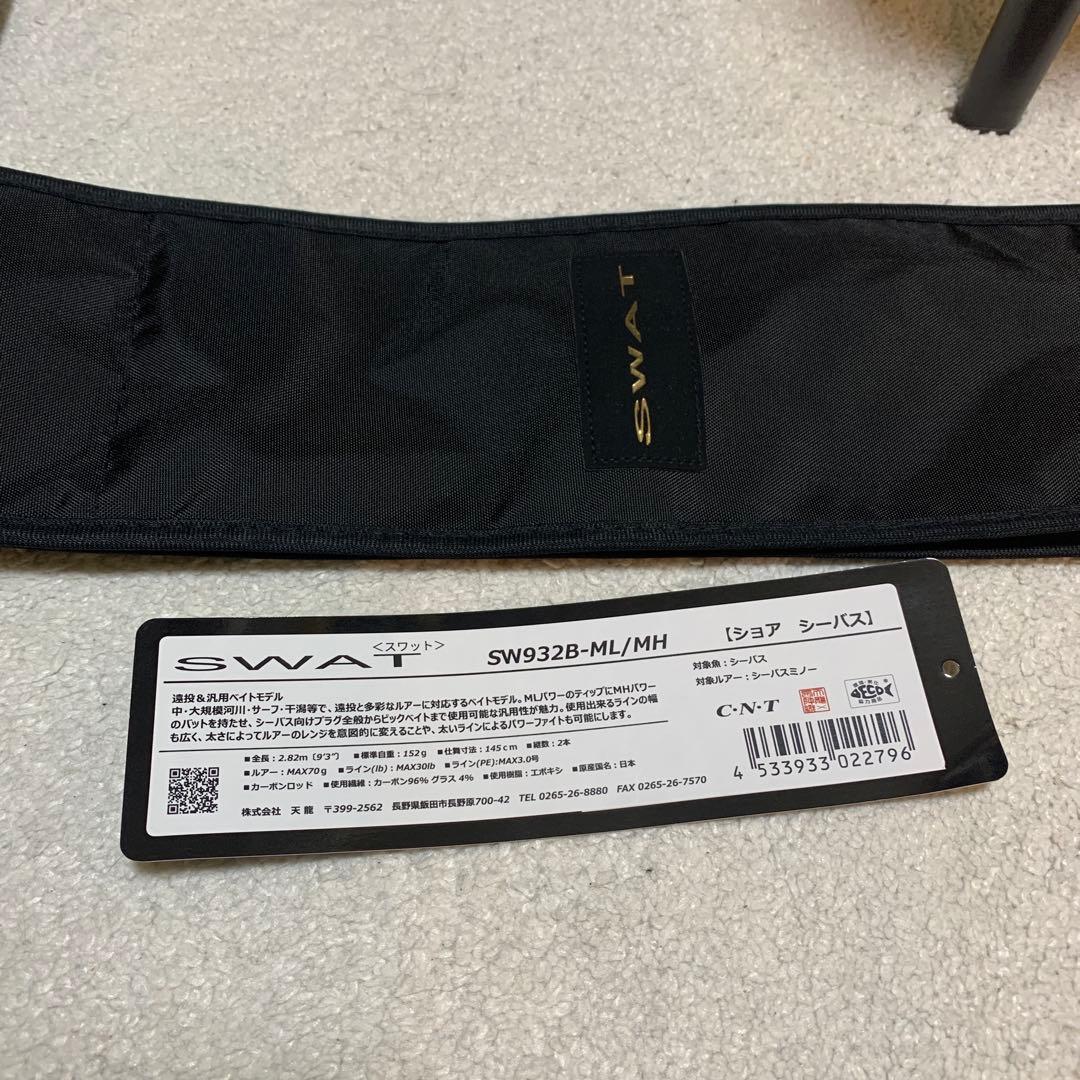 SWAT
＜スワット＞
SWAT
SW932B-ML/MH
【ショア シーバス】
遠投&汎用ベイトモデル
中・大規模河川・サーフ・干潟等で、遠投と多彩なルアーに対応するベイトモデル。MLパワーのティップにMHパワー
のバットを持たせ、シーバス向けプラグ全般からビックベイトまで使用可能な汎用性が魅力。使用出来るラインの幅
も広く、太さによってルアーのレンジを意図的に変えることや、太いラインによるパワーファイトも可能にします。
対象魚：シーバス
対象ルアー：シーバスミノー
C・N・T
ECO
■全長：2.82m（9'3"） ■標準自重：152g ■仕舞寸法：145cm ■継数：2本
■ルアー：MAX70g ■ライン(lb)：MAX30lb ライン(PE):MAX3.0号
■カーボンロッド ■使用繊維：カーボン96% グラス 4% ■使用樹脂：エポキシ ■原産国名：日本
株式会社 天龍 〒399-2562 長野県飯田市長野原700-42 TEL 0265-26-8880 FAX 0265-26-7570
4 533933 022796